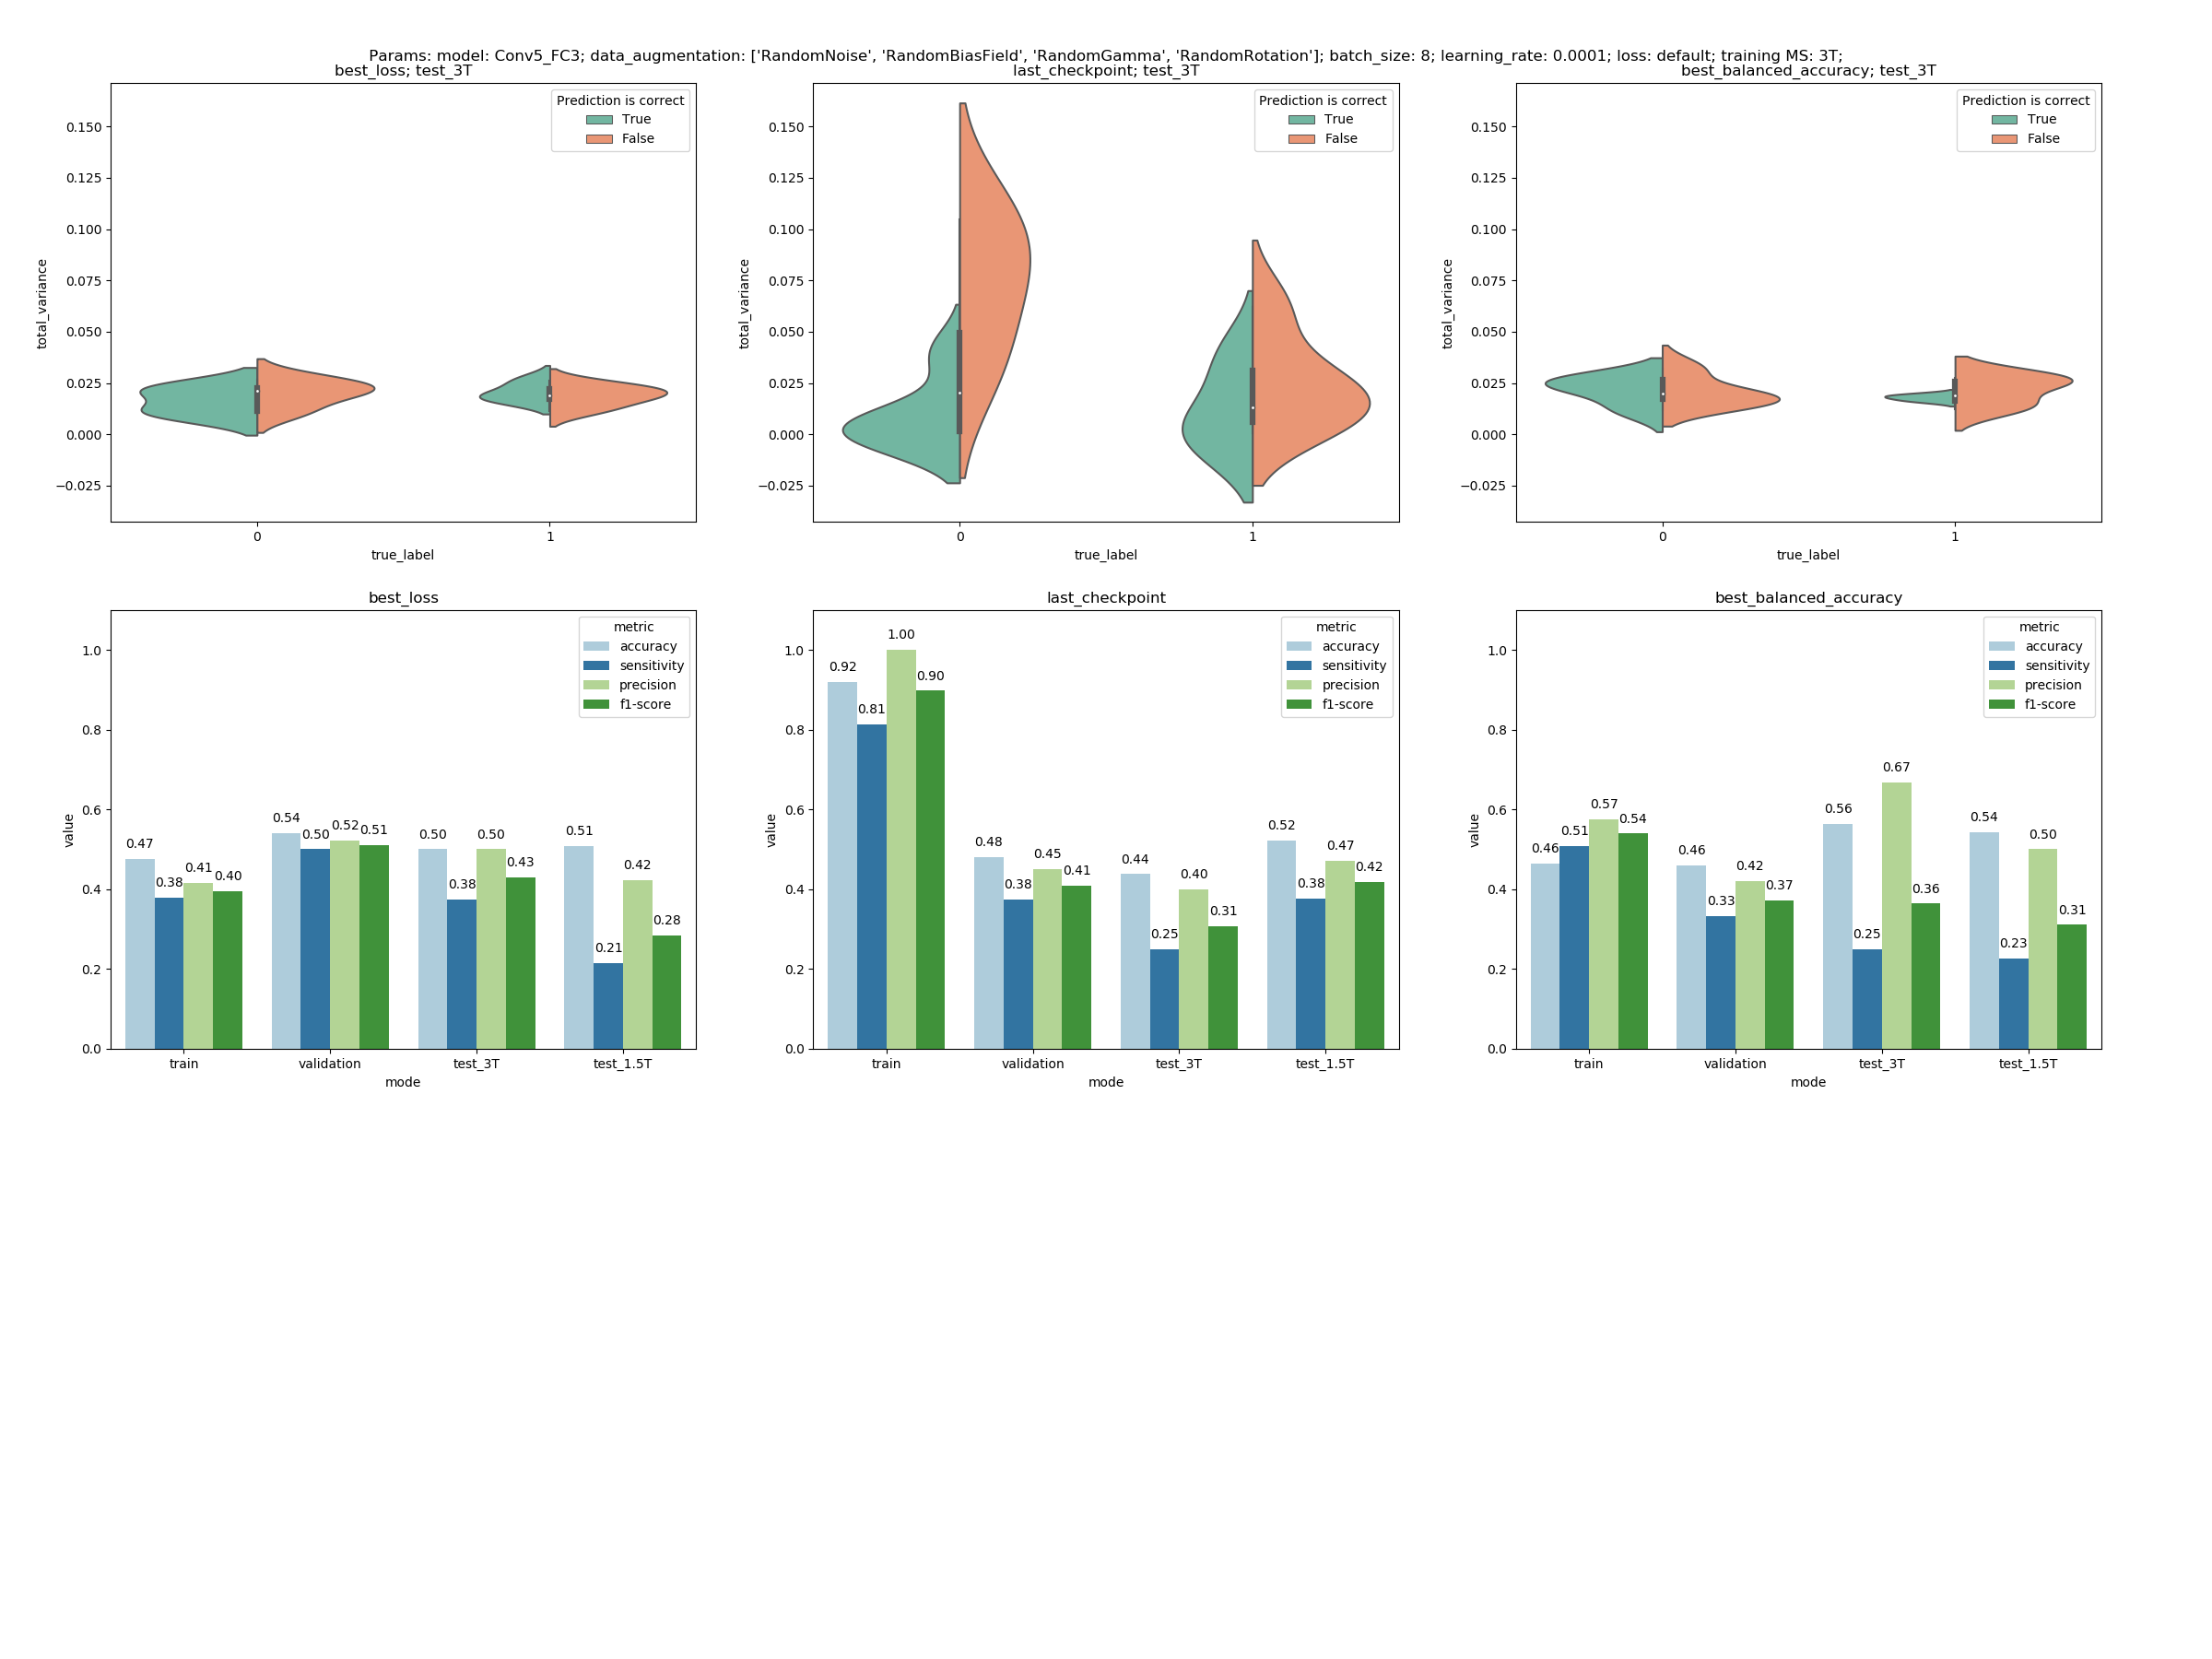 Params: model: Conv5_FC3; data_augmentation: ['RandomNoise', 'RandomBiasField', 'RandomGamma', 'RandomRotation']; batch_size: 8; learning_rate: 0.0001; loss: default; training MS: 3T;
best_loss; test_3T
Prediction is correct
True
False
0.150
0.125
0.100
0.075
0.050
0.025
0.000
−0.025
total_variance
0
1
true_label
last_checkpoint; test_3T
Prediction is correct
True
False
0.150
0.125
0.100
0.075
0.050
0.025
0.000
−0.025
total_variance
0
1
true_label
best_balanced_accuracy; test_3T
Prediction is correct
True
False
0.150
0.125
0.100
0.075
0.050
0.025
0.000
−0.025
total_variance
0
1
true_label
best_loss
metric
accuracy
sensitivity
precision
f1-score
1.0
0.8
0.6
0.4
0.2
0.0
value
0.47
0.38
0.41
0.40
0.54
0.50
0.52
0.51
0.50
0.38
0.50
0.43
0.51
0.21
0.42
0.28
train
validation
test_3T
test_1.5T
mode
last_checkpoint
metric
accuracy
sensitivity
precision
f1-score
1.0
0.8
0.6
0.4
0.2
0.0
value
0.92
0.81
1.00
0.90
0.48
0.38
0.45
0.41
0.44
0.25
0.40
0.31
0.52
0.38
0.47
0.42
train
validation
test_3T
test_1.5T
mode
best_balanced_accuracy
metric
accuracy
sensitivity
precision
f1-score
1.0
0.8
0.6
0.4
0.2
0.0
value
0.46
0.51
0.57
0.54
0.46
0.33
0.42
0.37
0.56
0.25
0.67
0.36
0.54
0.23
0.50
0.31
train
validation
test_3T
test_1.5T
mode